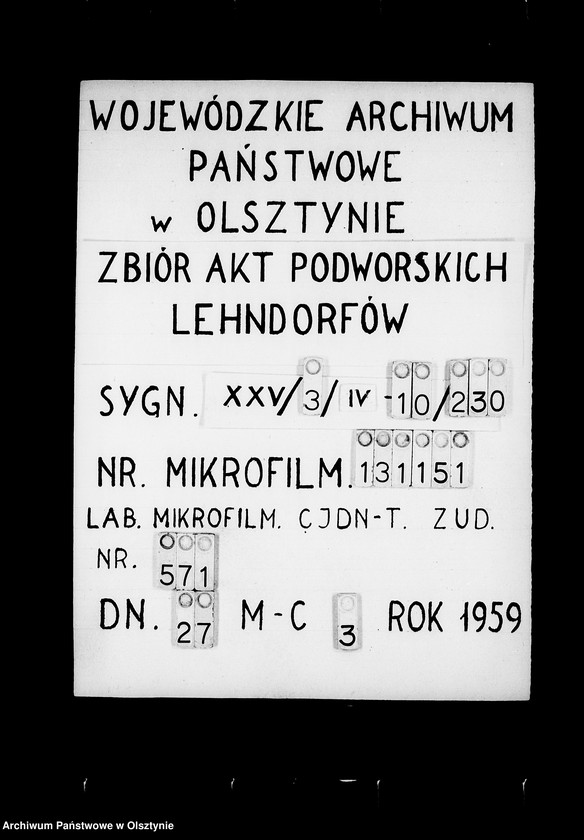 WOJEWÓDZKIE ARCHIWUM
PAŃSTWOWE
w OLSZTYNIE
ZBIÓR AKT PODWORSKICH
LEHNDORFÓW
SYGN. XXV/3/IV-10/230
NR. MIKROFILM. 131151
LAB. MIKROFILM. CJDN-T. ZUD.
NR. 571
DN. 27 M-C 3 ROK 1959
Archiwum Państwowe w Olsztynie